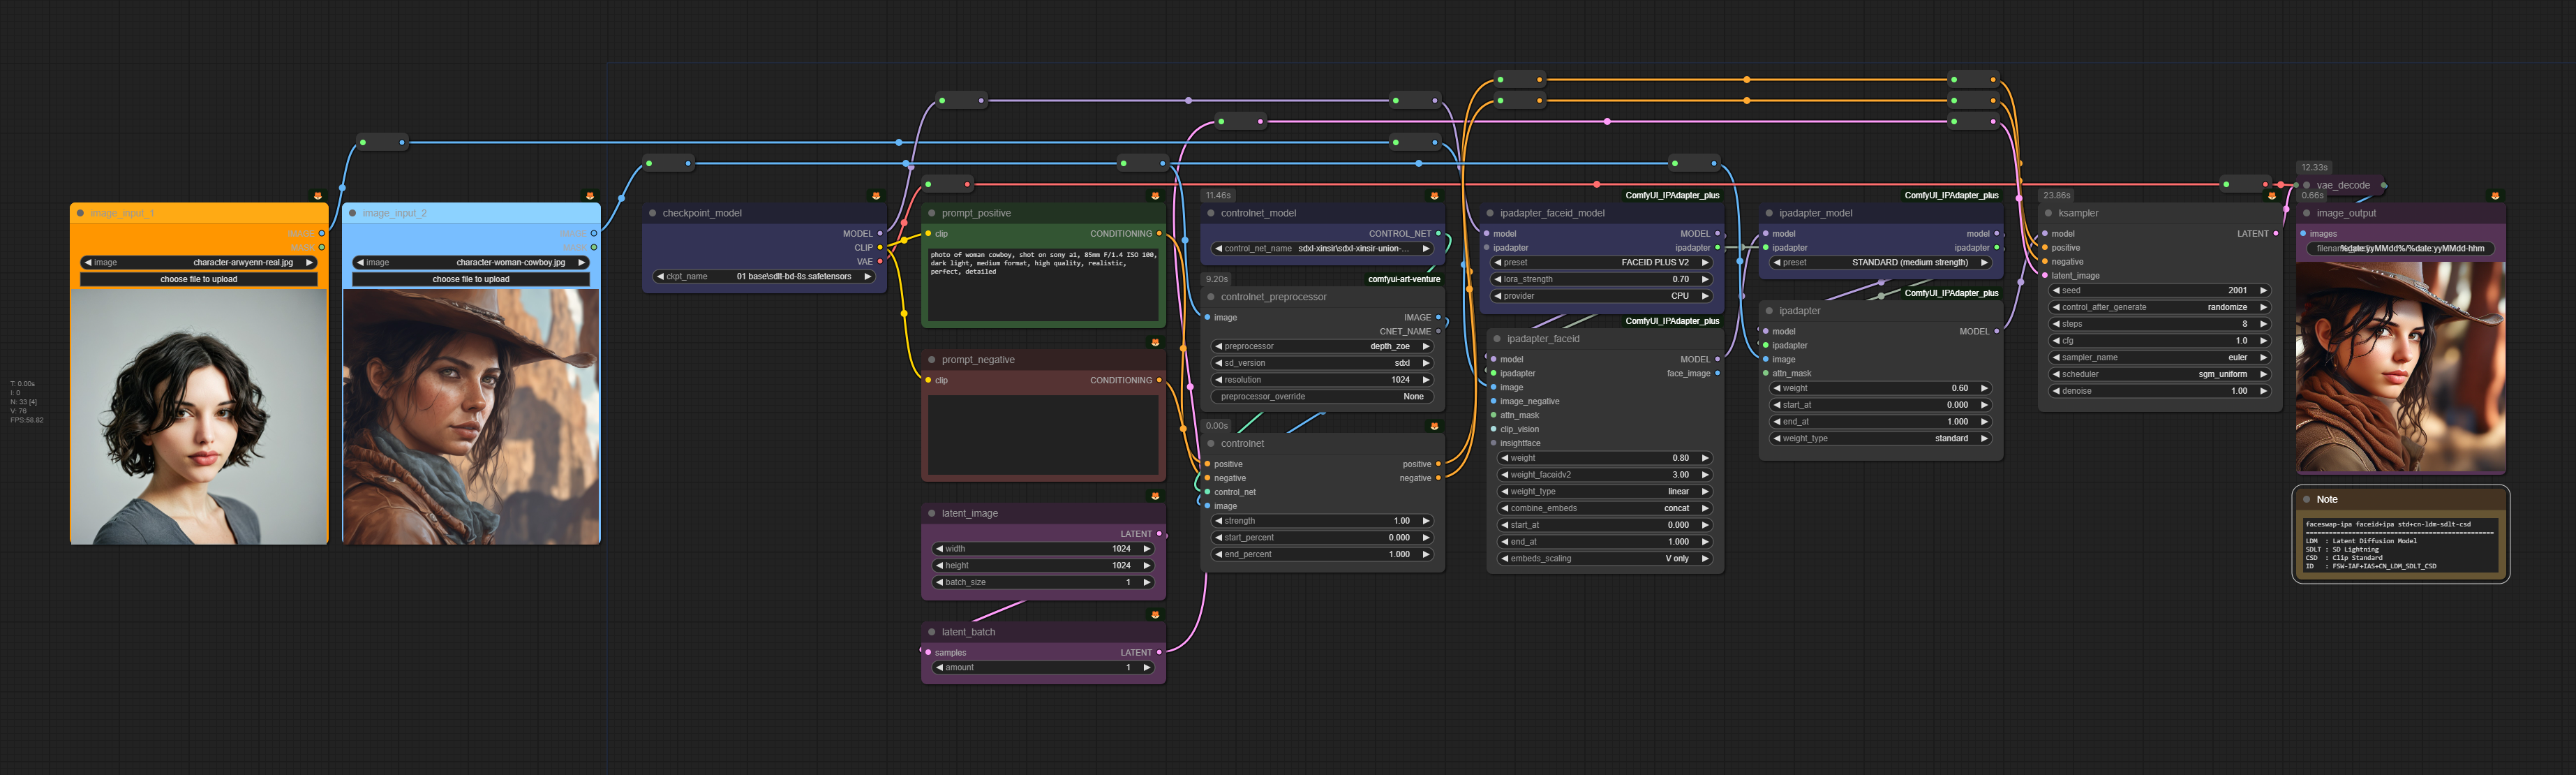 T: 0.00s
I: 0
N: 33 [4]
V: 76
FPS:58.82
image_input_1
IMAGE
MASK
image character-arwyenn-real.jpg
choose file to upload
image_input_2
IMAGE
MASK
image character-woman-cowboy.jpg
choose file to upload
checkpoint_model
MODEL
CLIP
VAE
ckpt_name 01 base\sdlt-bd-8s.safetensors
prompt_positive
clip CONDITIONING
photo of woman cowboy, shot on sony a1, 85mm F/1.4 ISO 100,
dark light, medium format, high quality, realistic,
perfect, detailed
prompt_negative
clip CONDITIONING
latent_image
LATENT
width 1024
height 1024
batch_size 1
latent_batch
samples LATENT
amount 1
11.46s
controlnet_model
CONTROL_NET
control_net_name sdxl-xinsir\sdxl-xinsir-union-...
9.20s
comfyui-art-venture
controlnet_preprocessor
image IMAGE
CNET_NAME
preprocessor depth_zoe
sd_version sdxl
resolution 1024
preprocessor_override None
0.00s
controlnet
positive positive
negative negative
control_net
image
strength 1.00
start_percent 0.000
end_percent 1.000
ComfyUI_IPAdapter_plus
ipadapter_faceid_model
model MODEL
ipadapter ipadapter
preset FACEID PLUS V2
lora_strength 0.70
provider CPU
ComfyUI_IPAdapter_plus
ipadapter_faceid
model MODEL
ipadapter face_image
image
image_negative
attn_mask
clip_vision
insightface
weight 0.80
weight_faceidv2 3.00
weight_type linear
combine_embeds concat
start_at 0.000
end_at 1.000
embeds_scaling V only
ComfyUI_IPAdapter_plus
ipadapter_model
model model
ipadapter ipadapter
preset STANDARD (medium strength)
ComfyUI_IPAdapter_plus
ipadapter
model MODEL
ipadapter
image
attn_mask
weight 0.60
start_at 0.000
end_at 1.000
weight_type standard
23.86s
ksampler
model LATENT
positive
negative
latent_image
seed 2001
control_after_generate randomize
steps 8
cfg 1.0
sampler_name euler
scheduler sgm_uniform
denoise 1.00
12.33s
vae_decode
0.66s
image_output
images
%date:yyMMdd%/%date:yyMMdd-hhm
Note
faceswap-ipa faceid+ipa std+cn-ldm-sdlt-csd
================================================
LDM : Latent Diffusion Model
SDLT : SD Lightning
CSD : Clip Standard
ID : FSW-IAF+IAS+CN_LDM_SDLT_CSD